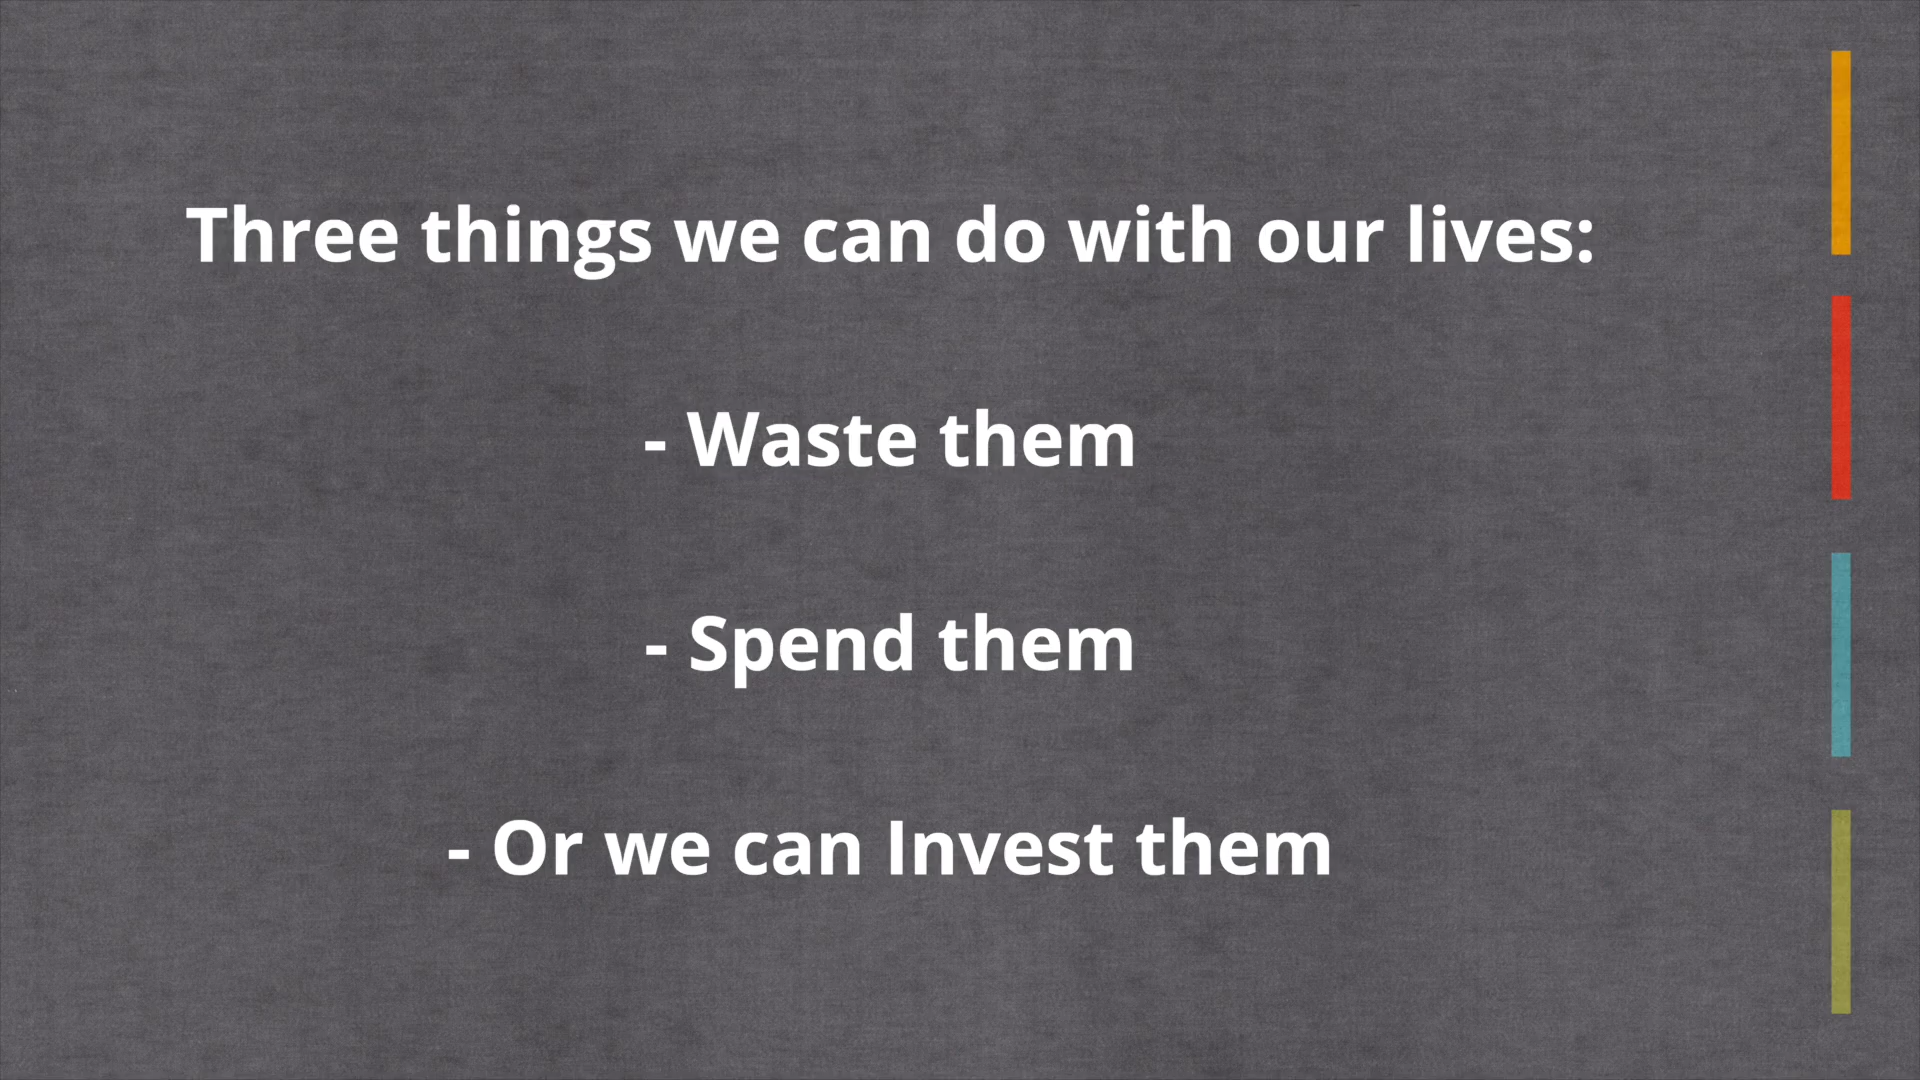 Three things we can do with our lives:
- Waste them
- Spend them
- Or we can Invest them